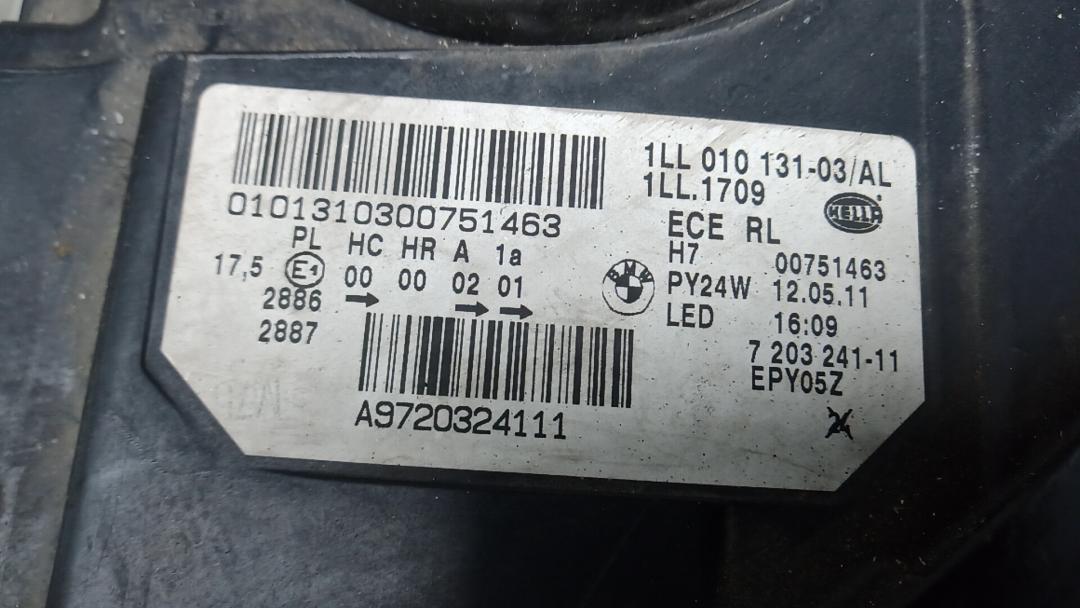 1LL 010 131-03/AL
1LL.1709
HELLA
0101310300751463
ECE RL
PL HC HR A 1a
H7 00751463
17,5 E1 00 00 02 01
BMW
PY24W 12.05.11
2886
LED 16:09
2887
7 203 241-11
EPY05Z
A9720324111